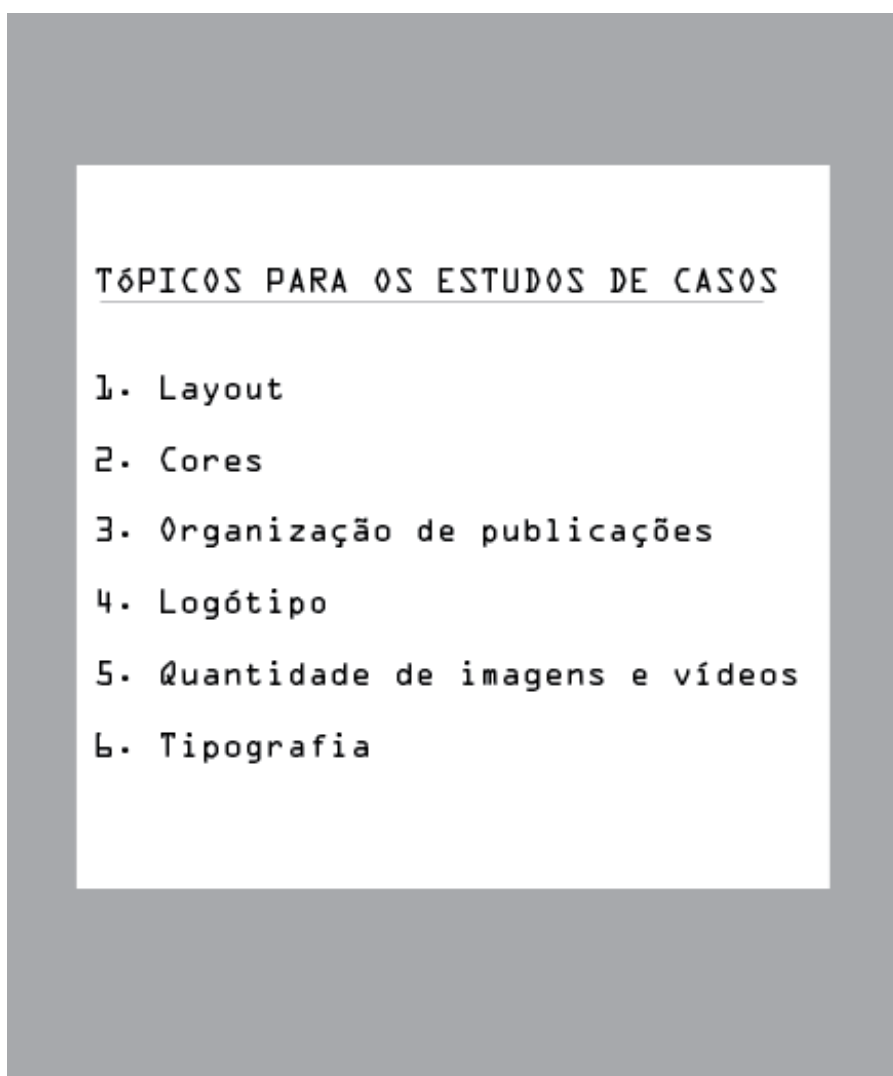 TóPICOS PARA OS ESTUDOS DE CASOS
1. Layout
2. Cores
3. Organização de publicações
4. Logótipo
5. Quantidade de imagens e vídeos
6. Tipografia